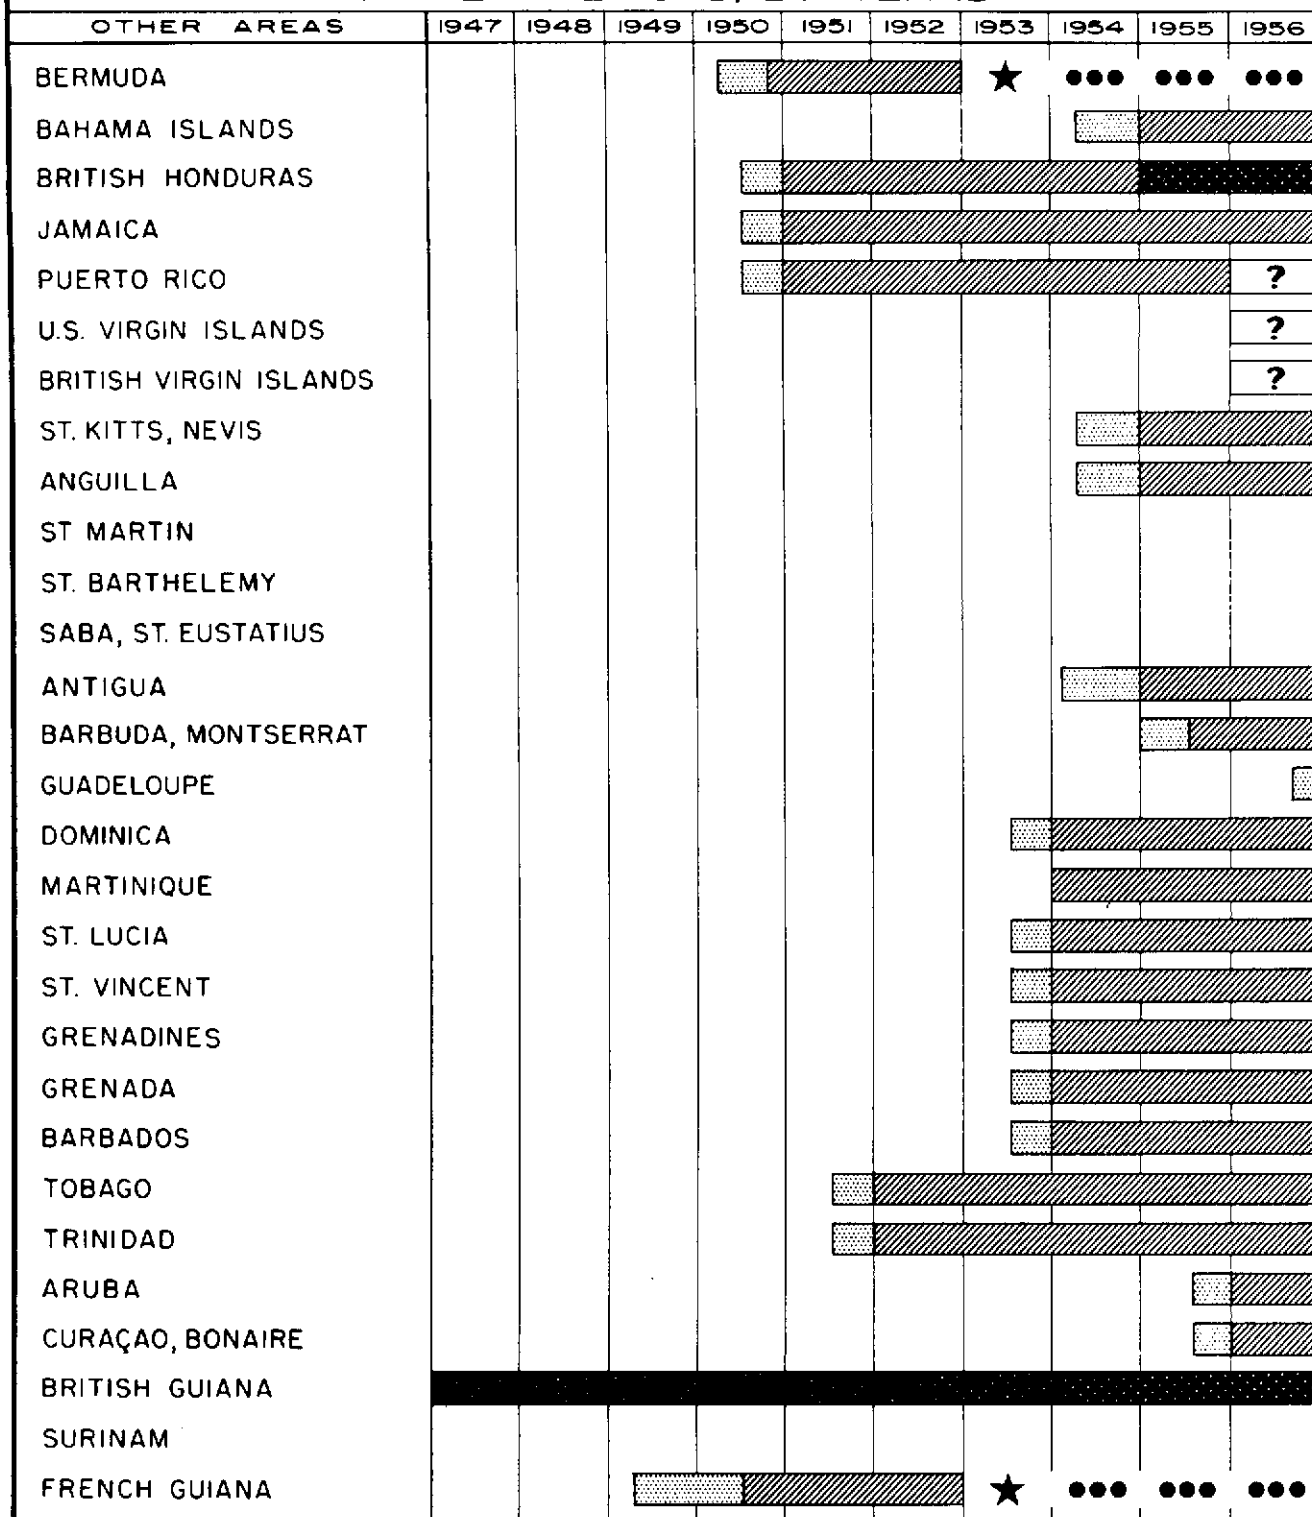 OTHER AREAS 1947 1948 1949 1950 1951 1952 1953 1954 1955 1956
BERMUDA
BAHAMA ISLANDS
BRITISH HONDURAS
JAMAICA
PUERTO RICO ?
U.S. VIRGIN ISLANDS ?
BRITISH VIRGIN ISLANDS ?
ST. KITTS, NEVIS
ANGUILLA
ST MARTIN
ST. BARTHELEMY
SABA, ST. EUSTATIUS
ANTIGUA
BARBUDA, MONTSERRAT
GUADELOUPE
DOMINICA
MARTINIQUE
ST. LUCIA
ST. VINCENT
GRENADINES
GRENADA
BARBADOS
TOBAGO
TRINIDAD
ARUBA
CURAÇAO, BONAIRE
BRITISH GUIANA
SURINAM
FRENCH GUIANA